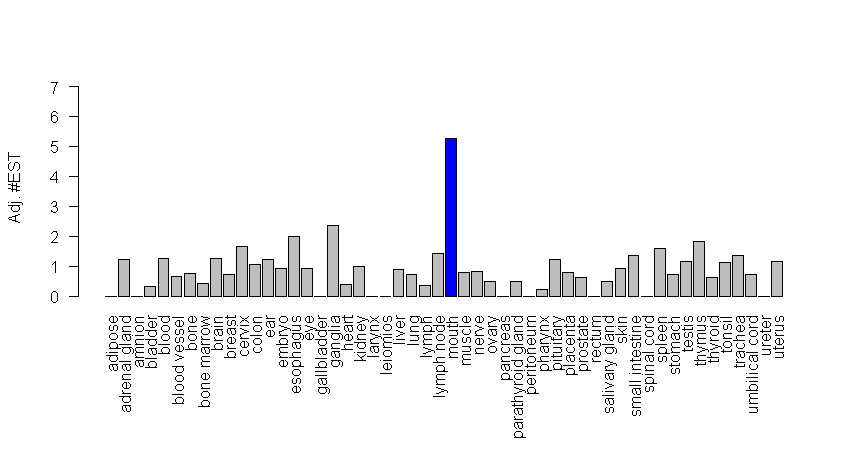 Adj. #EST
7
6
5
4
3
2
1
0
adipose
adrenal gland
amnion
bladder
blood
blood vessel
bone
bone marrow
brain
breast
cervix
colon
ear
embryo
esophagus
eye
gallbladder
ganglia
heart
kidney
larynx
leiomios
liver
lung
lymph
lymph node
mouth
muscle
nerve
ovary
pancreas
parathyroid gland
peritoneum
pharynx
pituitary
placenta
prostate
rectum
salivary gland
skin
small intestine
spinal cord
spleen
stomach
testis
thymus
thyroid
tonsil
trachea
umbilical cord
ureter
uterus